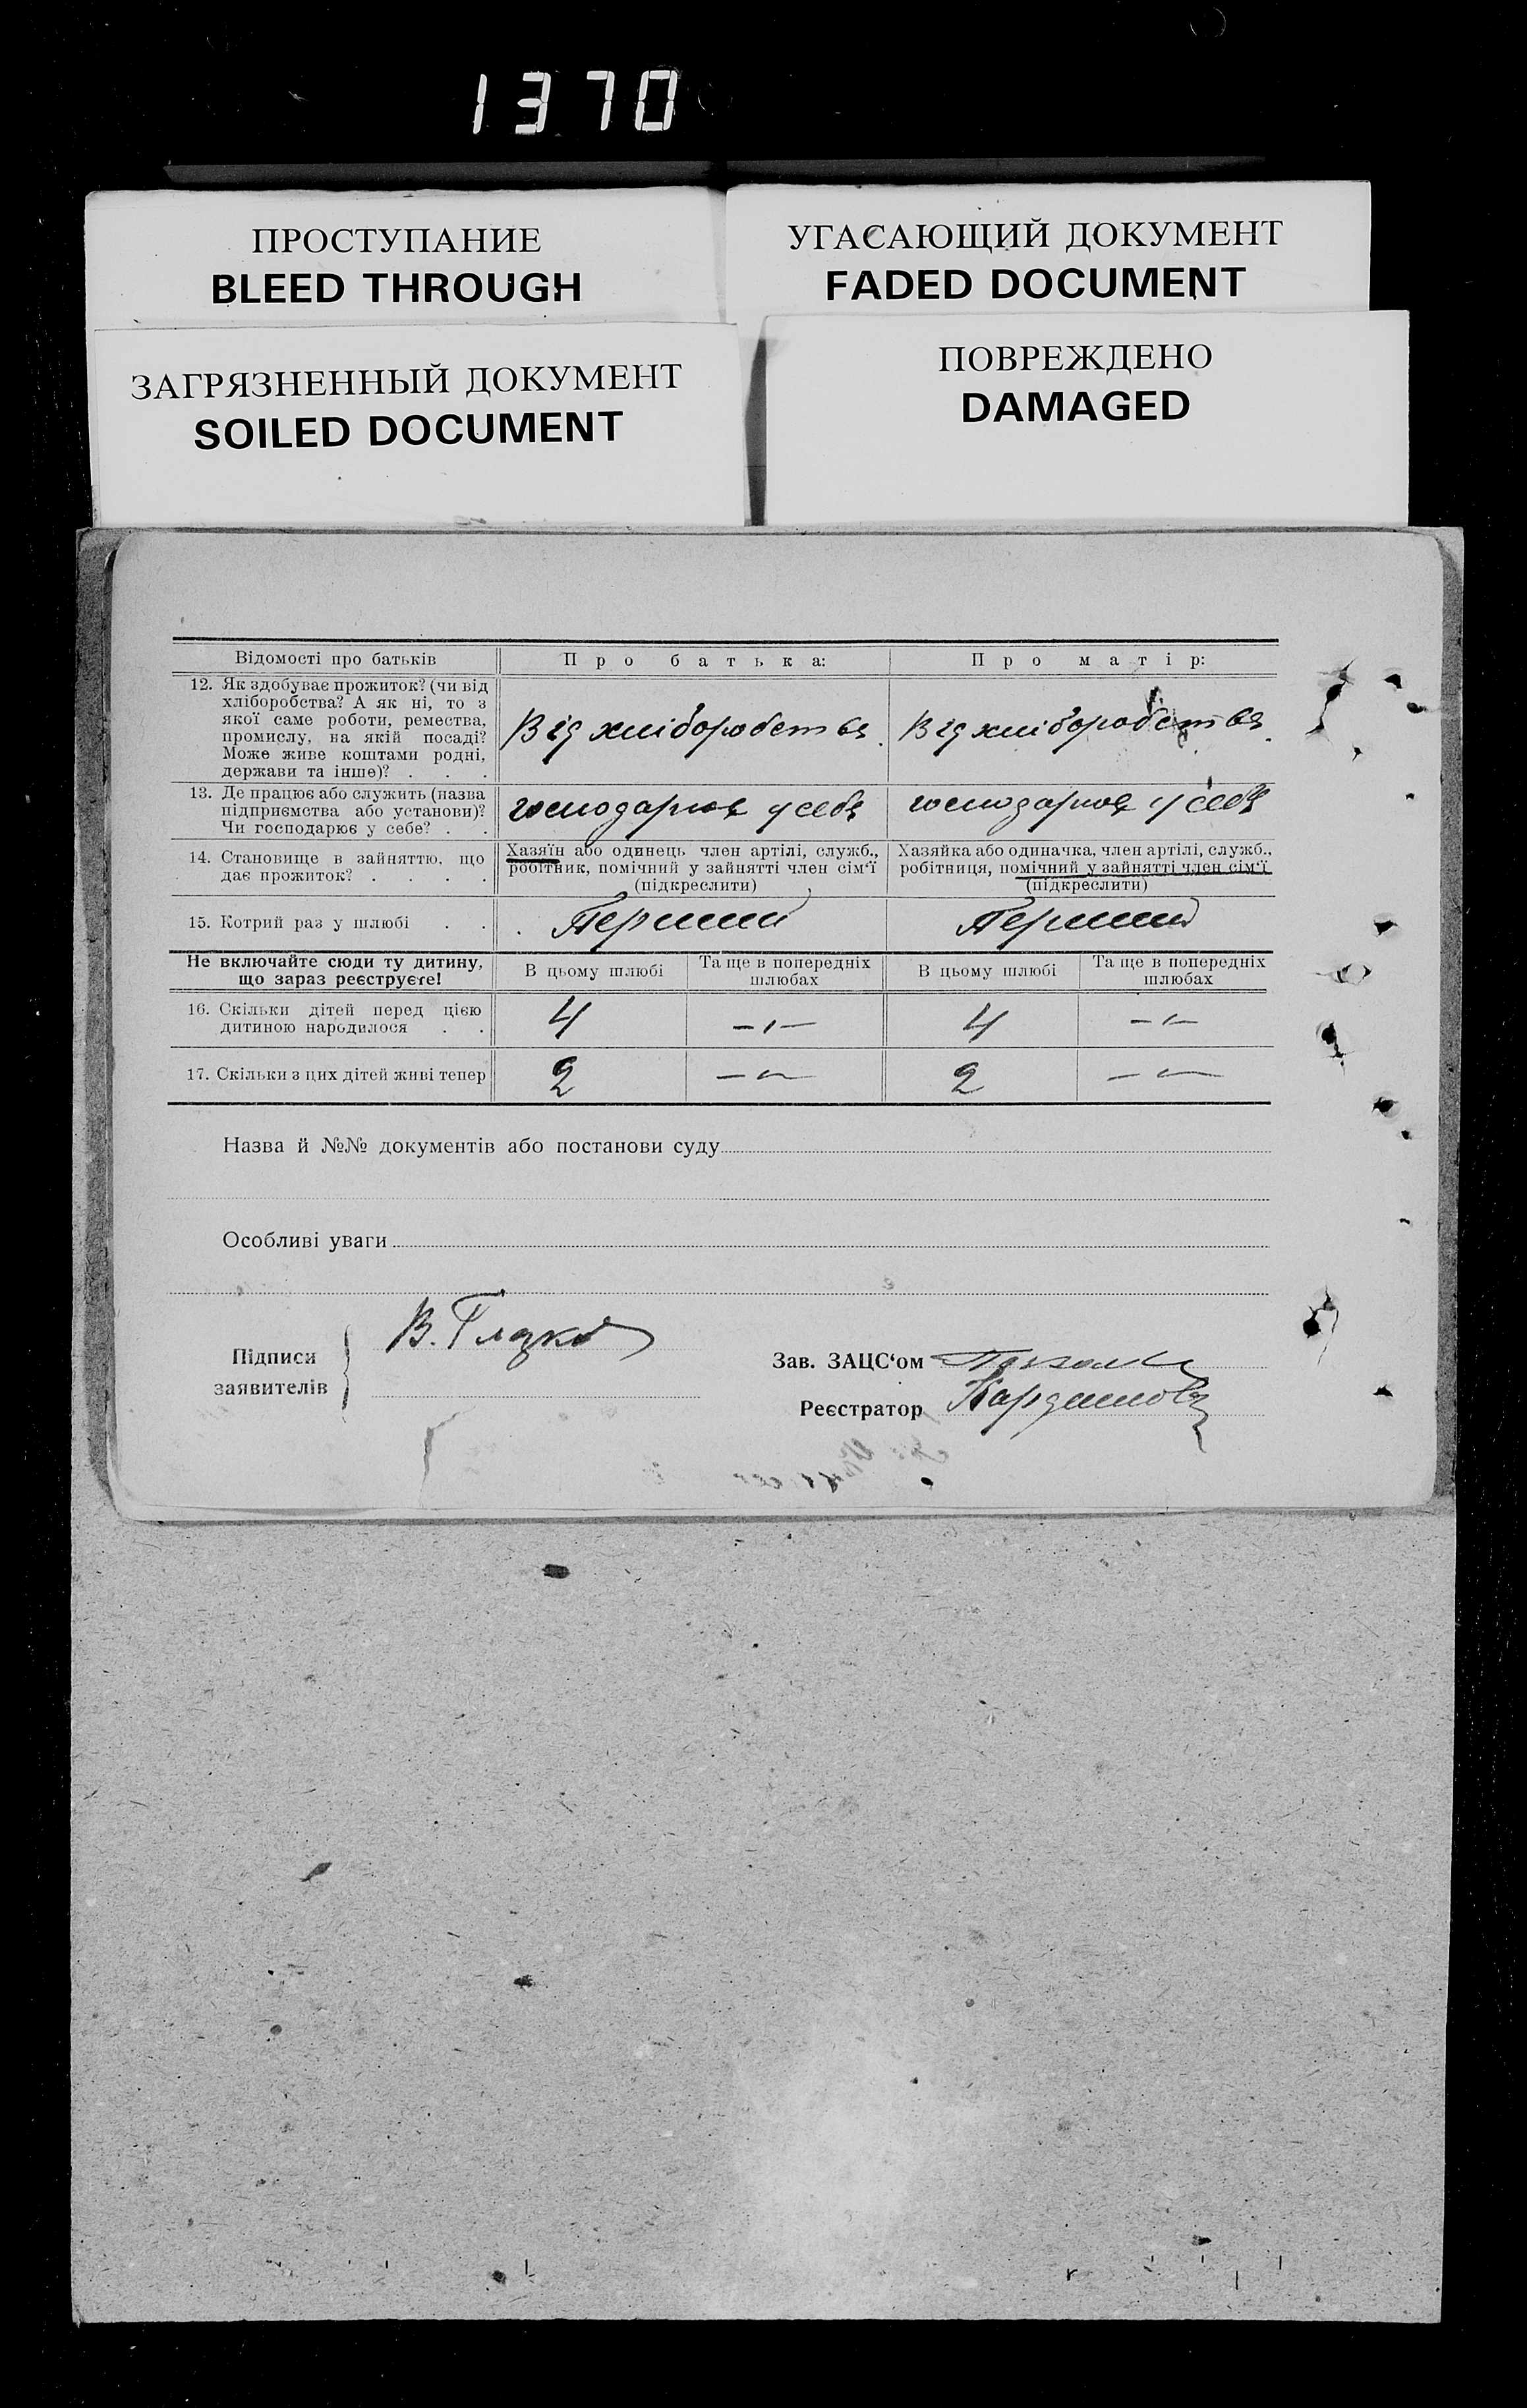 1370
ПРОСТУПАНИЕ
BLEED THROUGH
УГАСАЮЩИЙ ДОКУМЕНТ
FADED DOCUMENT
ЗАГРЯЗНЕННЫЙ ДОКУМЕНТ
SOILED DOCUMENT
ПОВРЕЖДЕНО
DAMAGED
Відомості про батьків
Про батька:
Про матір:
12. Як здобуває прожиток? (чи від
хліборобства? А як ні, то з
якої саме роботи, ремества,
промислу, на якій посаді?
Може живе коштами родні,
держави та інше)? . . .
Від хліборобства
Від хліборобства
13. Де працює або служить (назва
підприємства або установи)?
Чи господарює у себе? . .
господарює у себе
господарює у себе
14. Становище в зайняттю, що
дає прожиток? . . . .
Хазяїн або одинець член артілі, служб.,
робітник, помічний у зайнятті член сім‘ї
(підкреслити)
Хазяйка або одиначка, член артілі, служб.,
робітниця, помічний у зайнятті член сім‘ї
(підкреслити)
15. Котрий раз у шлюбі . .
Перший
Перший
Не включайте сюди ту дитину,
що зараз реєструєте!
В цьому шлюбі
Та ще в попередніх
шлюбах
В цьому шлюбі
Та ще в попередніх
шлюбах
16. Скільки дітей перед цією
дитиною народилося . .
4
—ı—
4
—ı—
17. Скільки з цих дітей живі тепер
2
— —
2
— —
Назва й №№ документів або постанови суду
Особливі уваги
Підписи
заявителів
В.
Зав. ЗАЦС‘ом
Реєстратор